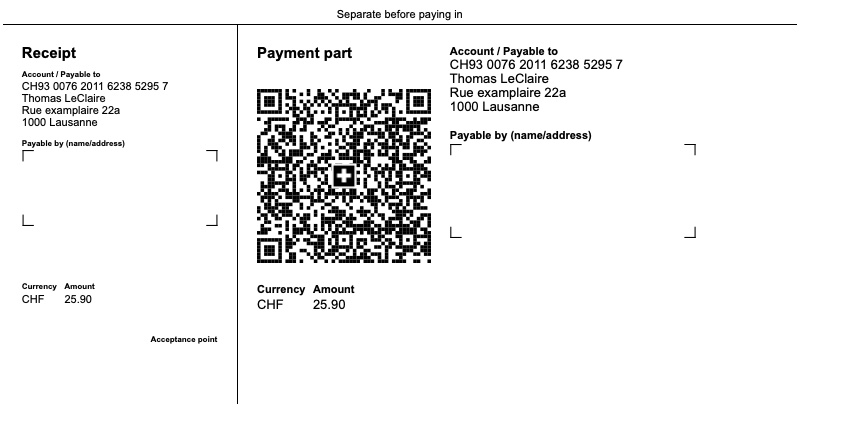 Separate before paying in
Receipt
Account / Payable to
CH93 0076 2011 6238 5295 7
Thomas LeClaire
Rue examplaire 22a
1000 Lausanne
Payable by (name/address)
Currency Amount
CHF 25.90
Acceptance point
Payment part
Currency Amount
CHF 25.90
Account / Payable to
CH93 0076 2011 6238 5295 7
Thomas LeClaire
Rue examplaire 22a
1000 Lausanne
Payable by (name/address)